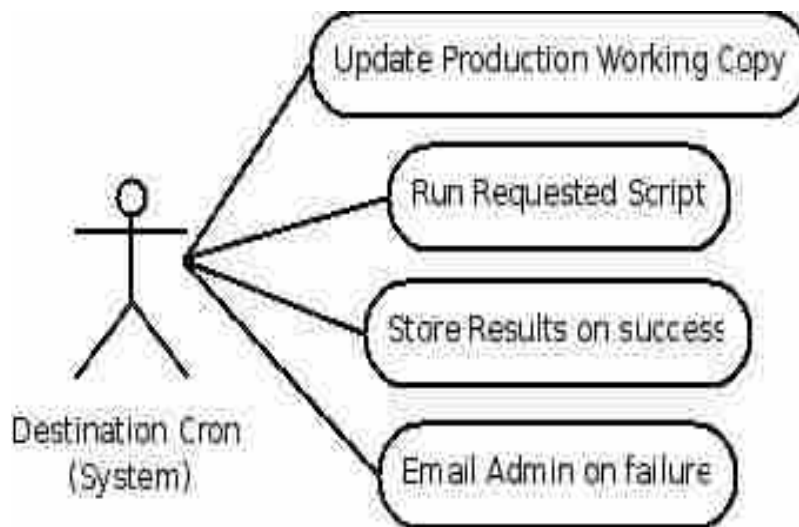 Update Production Working Copy
Run Requested Script
Store Results on success
Email Admin on failure
Destination Cron
(System)